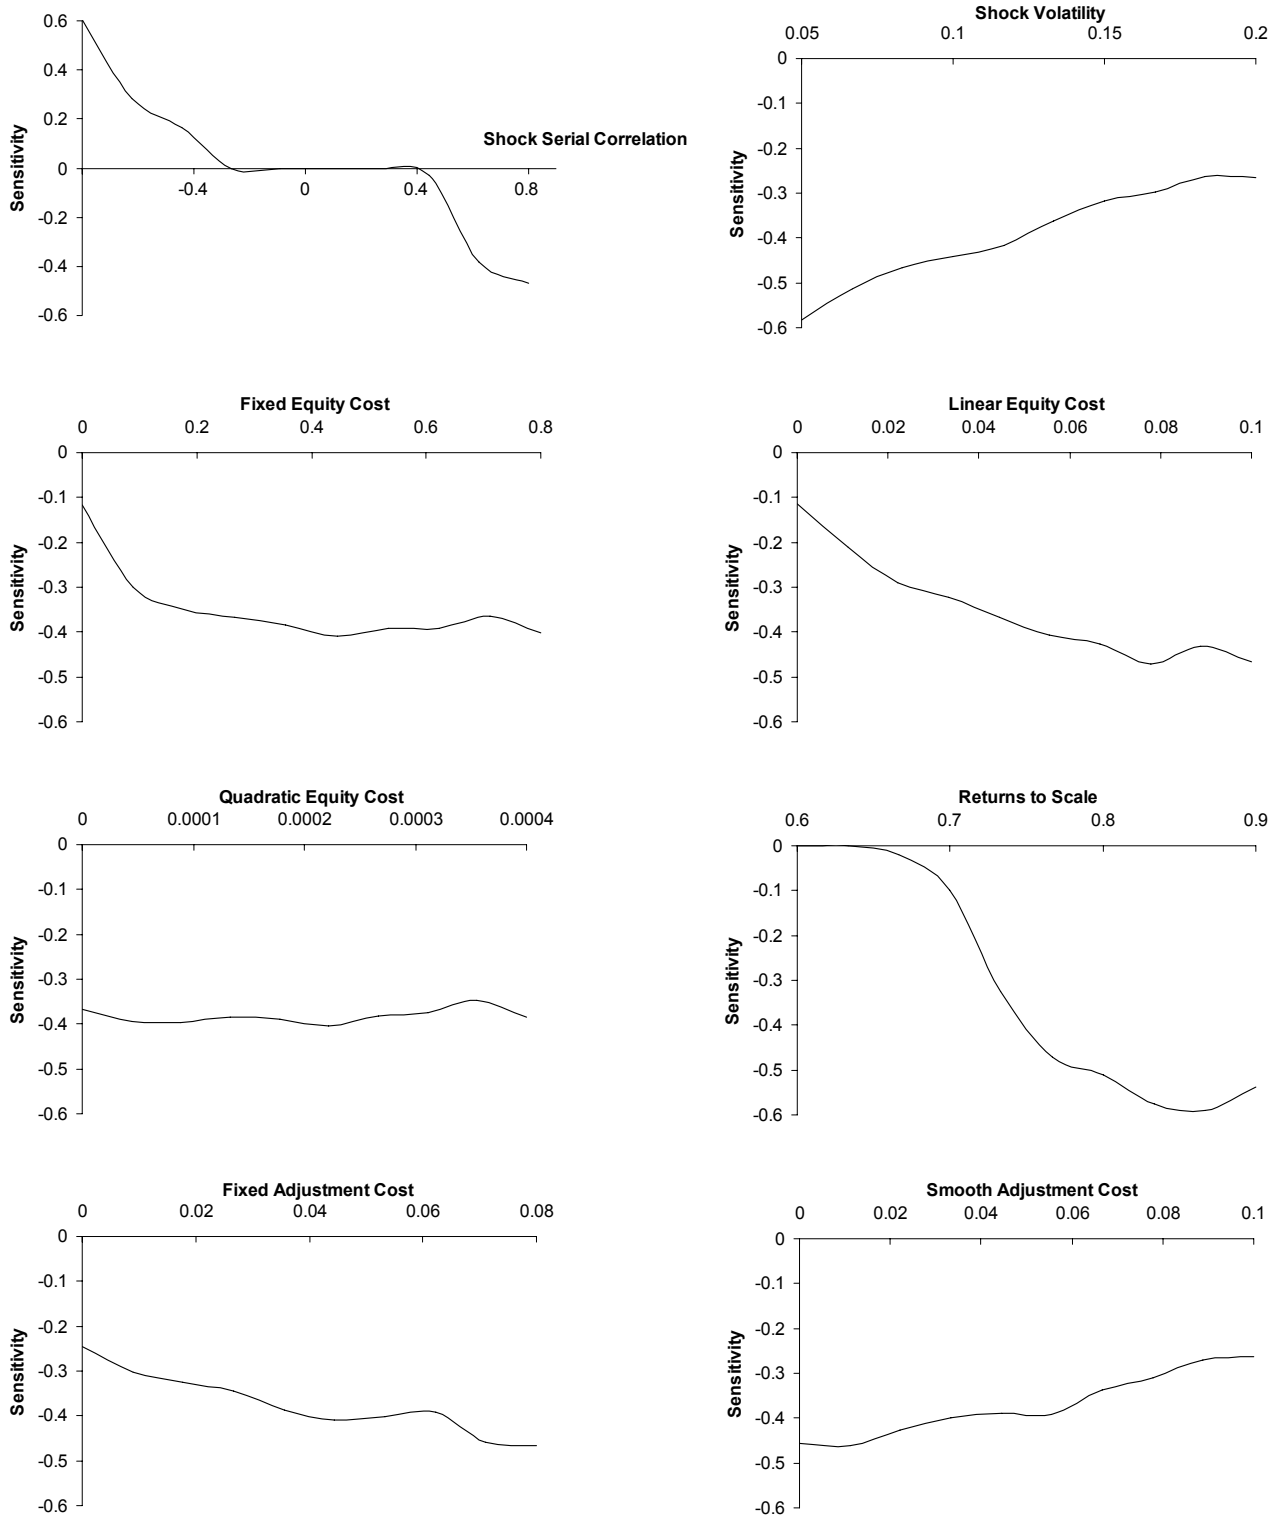 0.6
0.4
0.2
0
-0.2
-0.4
-0.6
Sensitivity
Shock Serial Correlation
-0.4 0 0.4 0.8
Shock Volatility
0.05 0.1 0.15 0.2
0
-0.1
-0.2
-0.3
-0.4
-0.5
-0.6
Sensitivity
Fixed Equity Cost
0 0.2 0.4 0.6 0.8
0
-0.1
-0.2
-0.3
-0.4
-0.5
-0.6
Sensitivity
Linear Equity Cost
0 0.02 0.04 0.06 0.08 0.1
0
-0.1
-0.2
-0.3
-0.4
-0.5
-0.6
Sensitivity
Quadratic Equity Cost
0 0.0001 0.0002 0.0003 0.0004
0
-0.1
-0.2
-0.3
-0.4
-0.5
-0.6
Sensitivity
Returns to Scale
0.6 0.7 0.8 0.9
0
-0.1
-0.2
-0.3
-0.4
-0.5
-0.6
Sensitivity
Fixed Adjustment Cost
0 0.02 0.04 0.06 0.08
0
-0.1
-0.2
-0.3
-0.4
-0.5
-0.6
Sensitivity
Smooth Adjustment Cost
0 0.02 0.04 0.06 0.08 0.1
0
-0.1
-0.2
-0.3
-0.4
-0.5
-0.6
Sensitivity